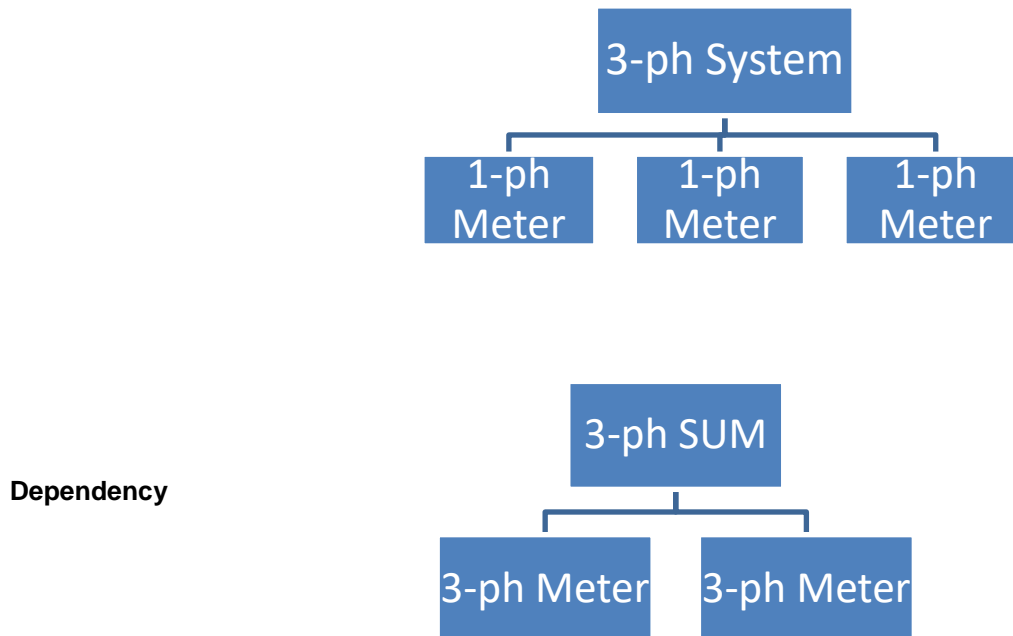 3-ph System
1-ph
Meter
1-ph
Meter
1-ph
Meter
3-ph SUM
Dependency
3-ph Meter
3-ph Meter